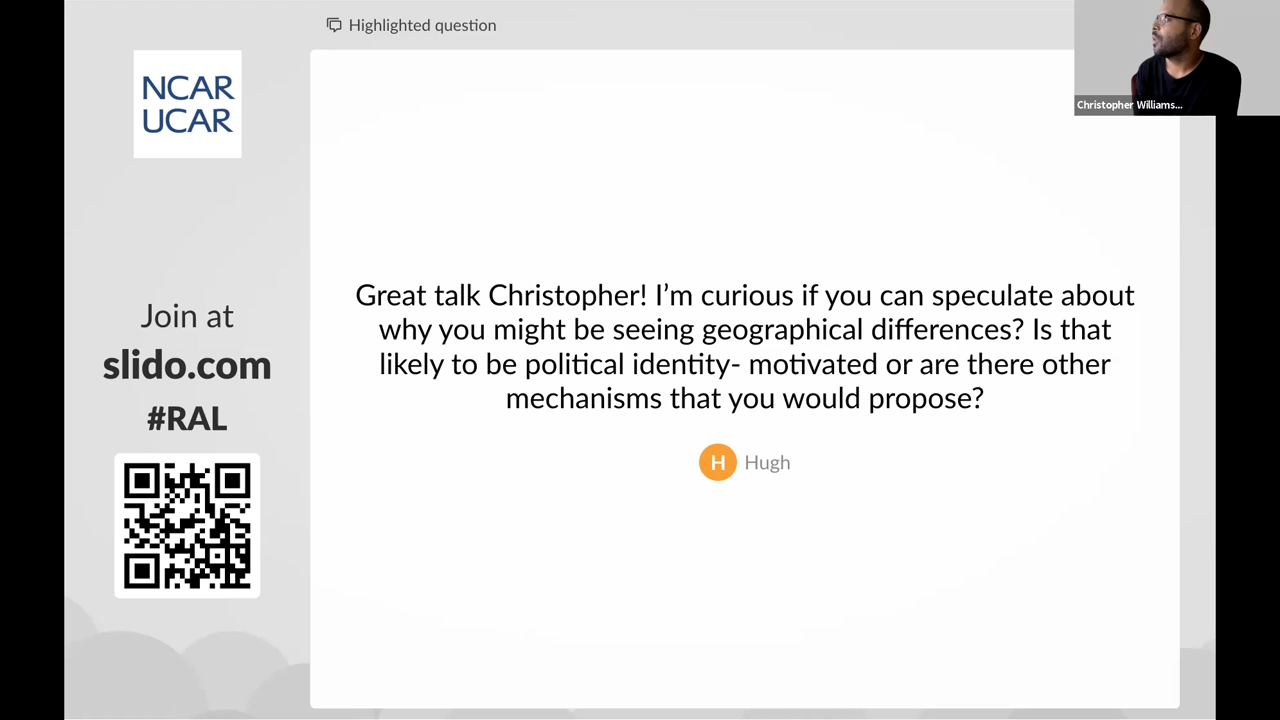 Highlighted question
NCAR
UCAR
Christopher Williams...
Join at
slido.com
#RAL
Great talk Christopher! I’m curious if you can speculate about
why you might be seeing geographical differences? Is that
likely to be political identity- motivated or are there other
mechanisms that you would propose?
H Hugh